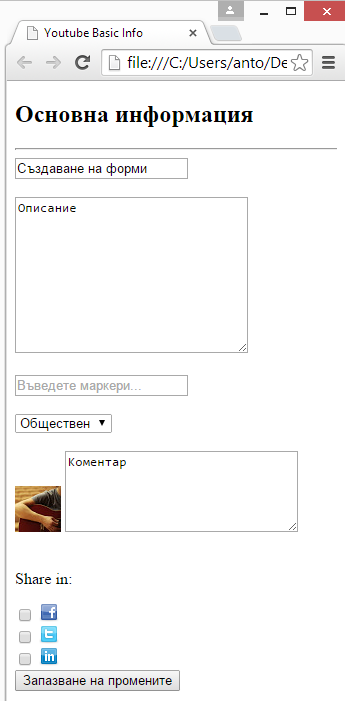 Youtube Basic Info
file:///C:/Users/anto/De
Основна информация
Създаване на форми
Описание
Въведете маркери...
Обществен
Коментар
Share in:
f
t
in
Запазване на промените